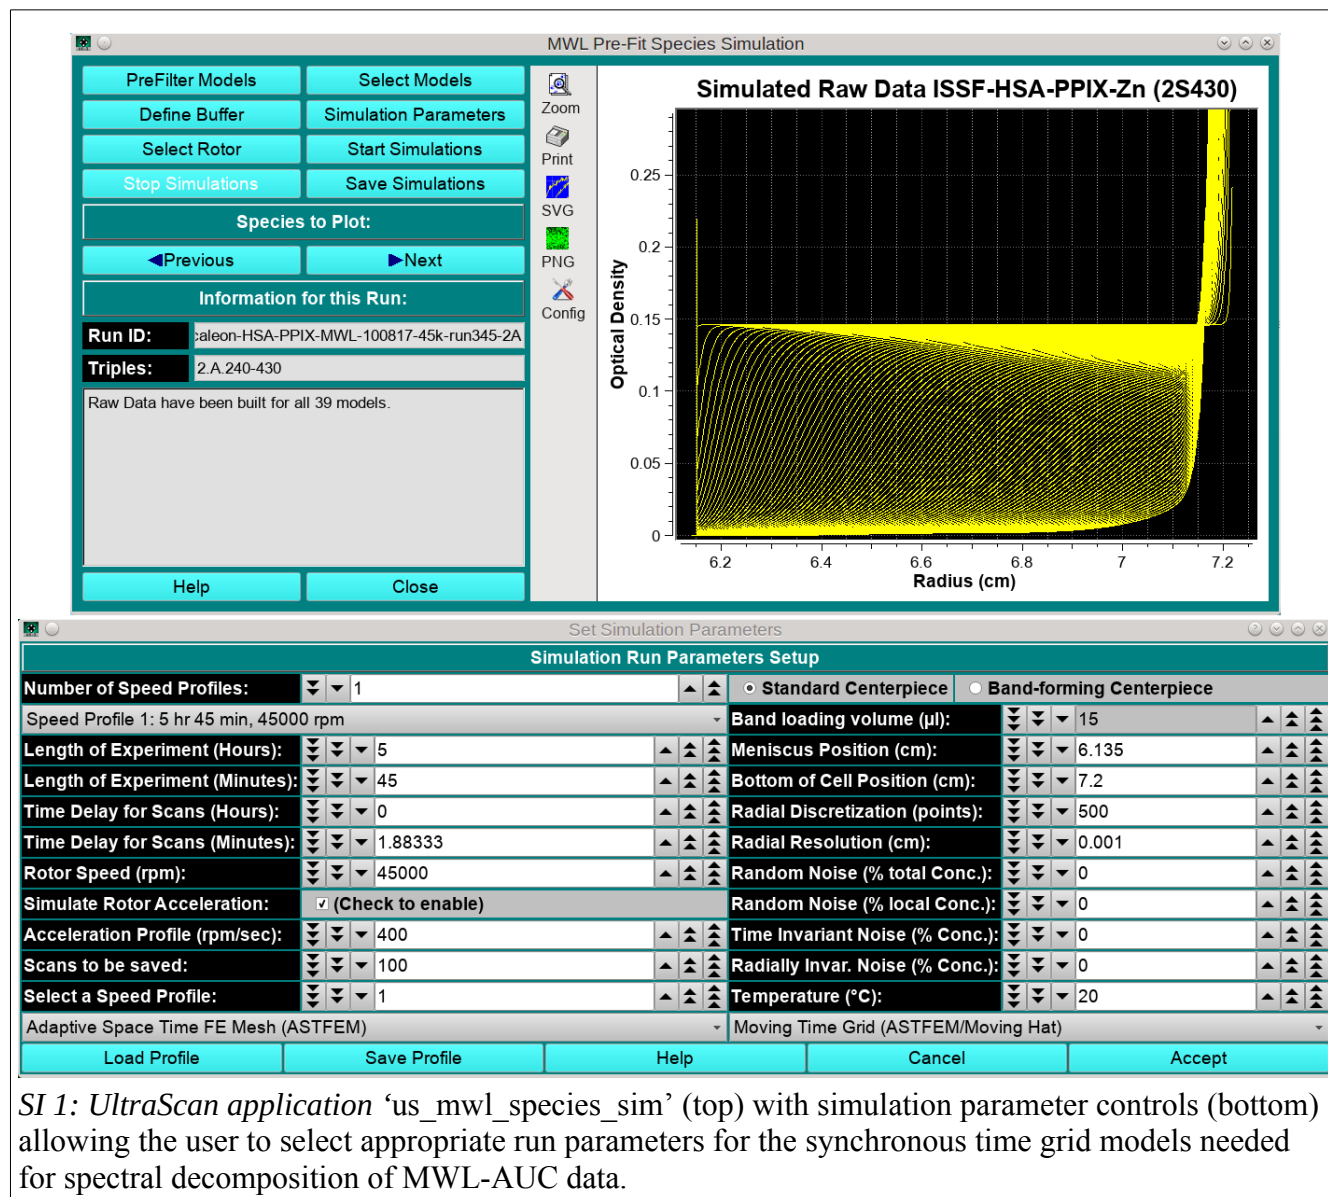 MWL Pre-Fit Species Simulation
PreFilter Models
Select Models
Define Buffer
Simulation Parameters
Select Rotor
Start Simulations
Stop Simulations
Save Simulations
Species to Plot:
Previous
Next
Information for this Run:
Run ID:
caleon-HSA-PPIX-MWL-100817-45k-run345-2A
Triples:
2.A.240-430
Raw Data have been built for all 39 models.
Help
Close
Zoom
Print
SVG
PNG
Config
Simulated Raw Data ISSF-HSA-PPIX-Zn (2S430)
Optical Density
0.25
0.2
0.15
0.1
0.05
0
6.2 6.4 6.6 6.8 7 7.2
Radius (cm)
Set Simulation Parameters
Simulation Run Parameters Setup
Number of Speed Profiles: 1
Standard Centerpiece Band-forming Centerpiece
Speed Profile 1: 5 hr 45 min, 45000 rpm
Band loading volume (µl): 15
Length of Experiment (Hours): 5
Meniscus Position (cm): 6.135
Length of Experiment (Minutes): 45
Bottom of Cell Position (cm): 7.2
Time Delay for Scans (Hours): 0
Radial Discretization (points): 500
Time Delay for Scans (Minutes): 1.88333
Radial Resolution (cm): 0.001
Rotor Speed (rpm): 45000
Random Noise (% total Conc.): 0
Simulate Rotor Acceleration: (Check to enable)
Random Noise (% local Conc.): 0
Acceleration Profile (rpm/sec): 400
Time Invariant Noise (% Conc.): 0
Scans to be saved: 100
Radially Invar. Noise (% Conc.): 0
Select a Speed Profile: 1
Temperature (°C): 20
Adaptive Space Time FE Mesh (ASTFEM)
Moving Time Grid (ASTFEM/Moving Hat)
Load Profile
Save Profile
Help
Cancel
Accept
SI 1: UltraScan application ‘us_mwl_species_sim’ (top) with simulation parameter controls (bottom)
allowing the user to select appropriate run parameters for the synchronous time grid models needed
for spectral decomposition of MWL-AUC data.